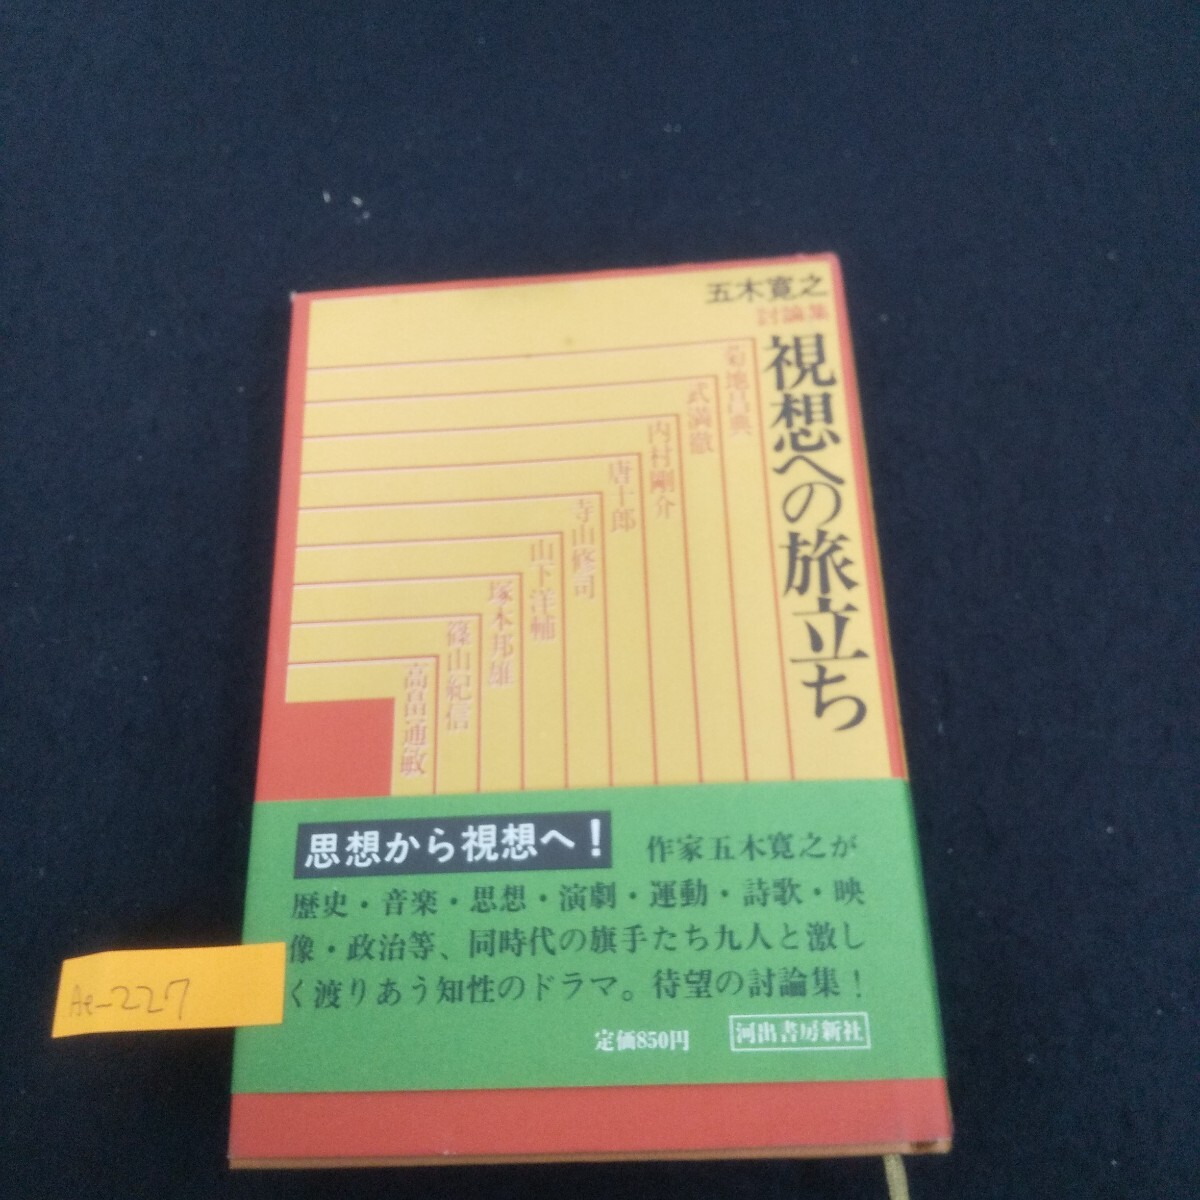 五木寛之
討論集
視想への旅立ち
菊地昌典
武満徹
内村剛介
唐十郎
寺山修司
山下洋輔
塚本邦雄
篠山紀信
高畠通敏
思想から視想へ！ 作家五木寛之が
歴史・音楽・思想・演劇・運動・詩歌・映
像・政治等、同時代の旗手たち九人と激し
く渡りあう知性のドラマ。待望の討論集！
定価850円 河出書房新社
Ae-227